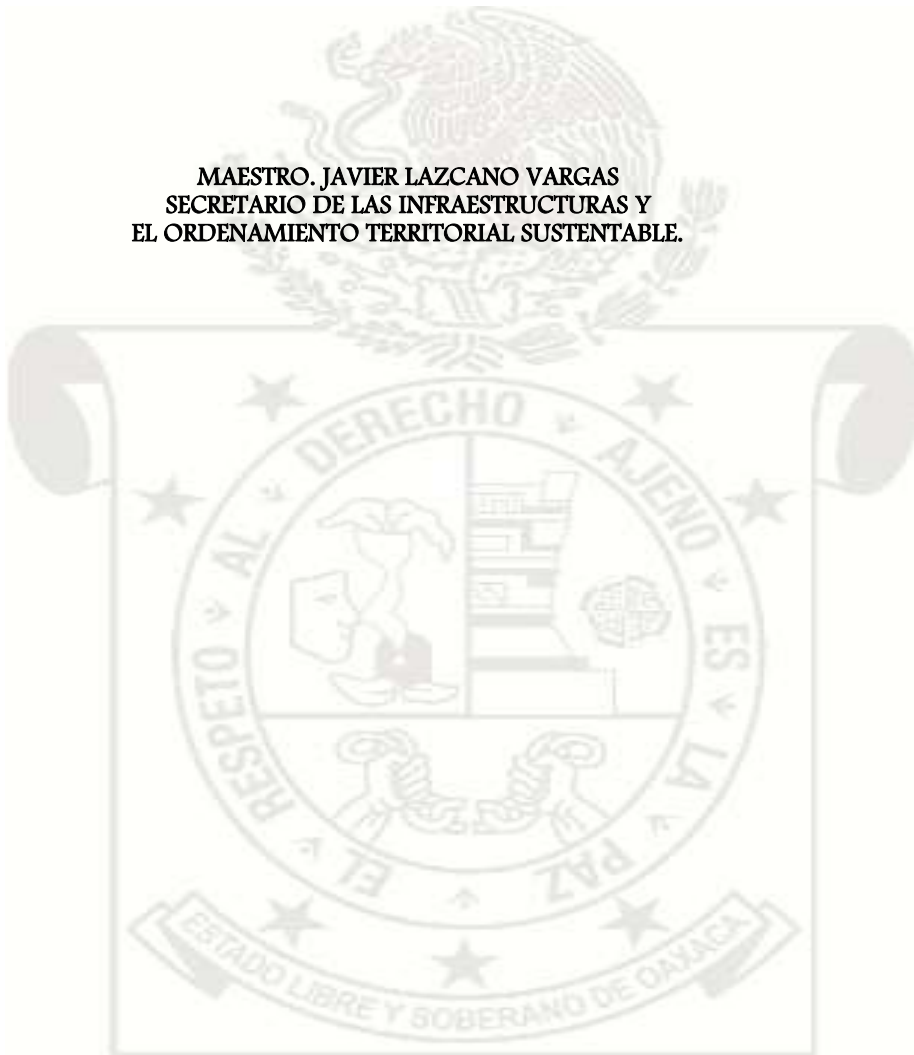 MAESTRO. JAVIER LAZCANO VARGAS
SECRETARIO DE LAS INFRAESTRUCTURAS Y
EL ORDENAMIENTO TERRITORIAL SUSTENTABLE.
EL RESPETO AL DERECHO AJENO ES LA PAZ
ESTADO LIBRE Y SOBERANO DE OAXACA